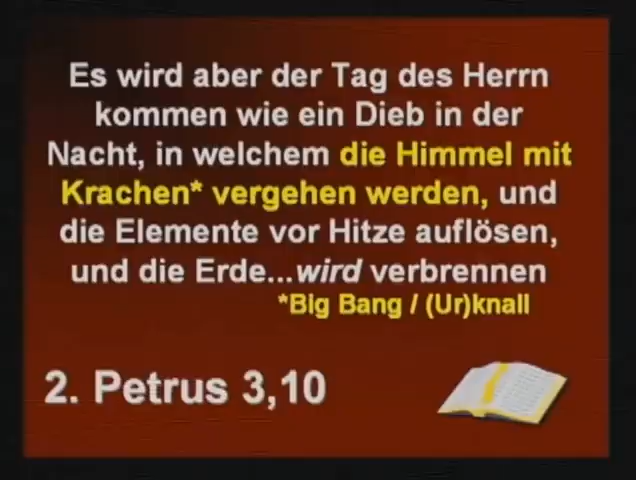 Es wird aber der Tag des Herrn
kommen wie ein Dieb in der
Nacht, in welchem die Himmel mit
Krachen* vergehen werden, und
die Elemente vor Hitze auflösen,
und die Erde...wird verbrennen
*Big Bang / (Ur)knall
2. Petrus 3,10